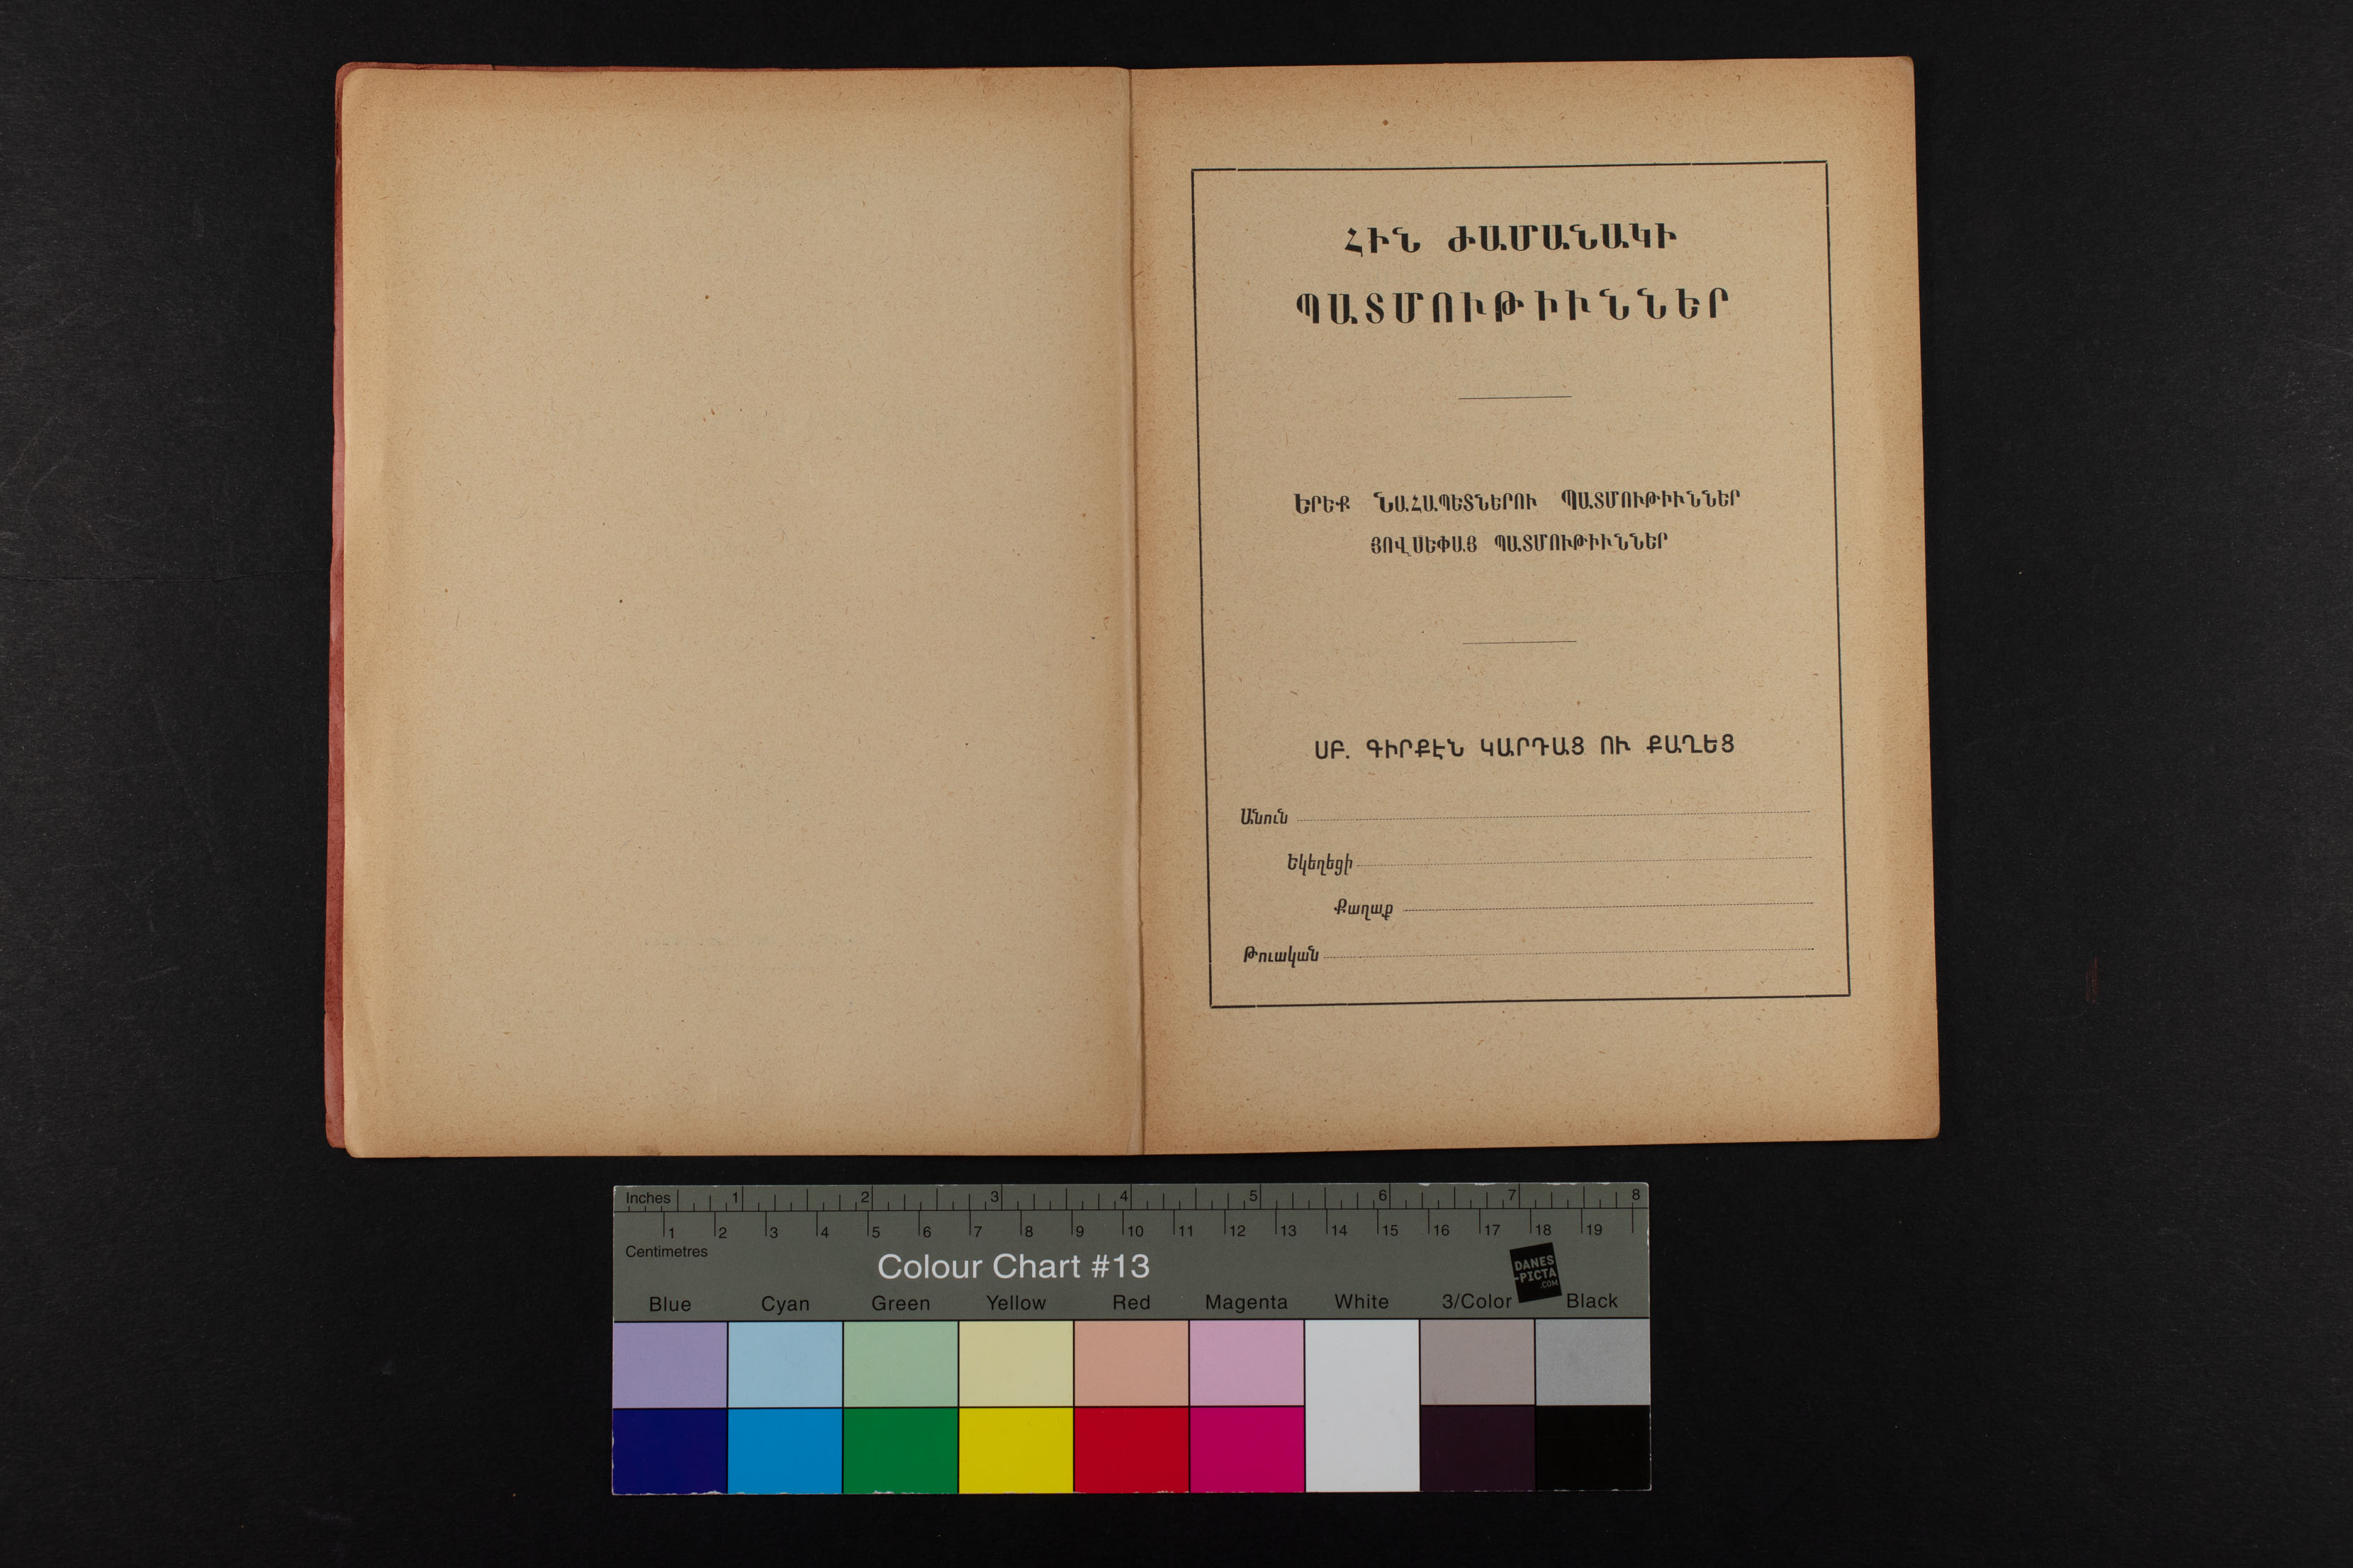 ՀԻՆ ԺԱՄԱՆԱԿԻ
ՊԱՏՄՈՒԹԻՒՆՆԵՐ
ԵՐԵՔ ՆԱՀԱՊԵՏՆԵՐՈՒ ՊԱՏՄՈՒԹԻՒՆՆԵՐ
ՅՈՎՍԵՓԱՅ ՊԱՏՄՈՒԹԻՒՆՆԵՐ
ՍԲ. ԳԻՐՔԷՆ ԿԱՐԴԱՑ ՈՒ ՔԱՂԵՑ
Անուն
Եկեղեցի
Քաղաք
Թուական
Inches 1 2 3 4 5 6 7 8
1 2 3 4 5 6 7 8 9 10 11 12 13 14 15 16 17 18 19
Centimetres
Colour Chart #13
DANES
-PICTA
.COM
Blue Cyan Green Yellow Red Magenta White 3/Color Black